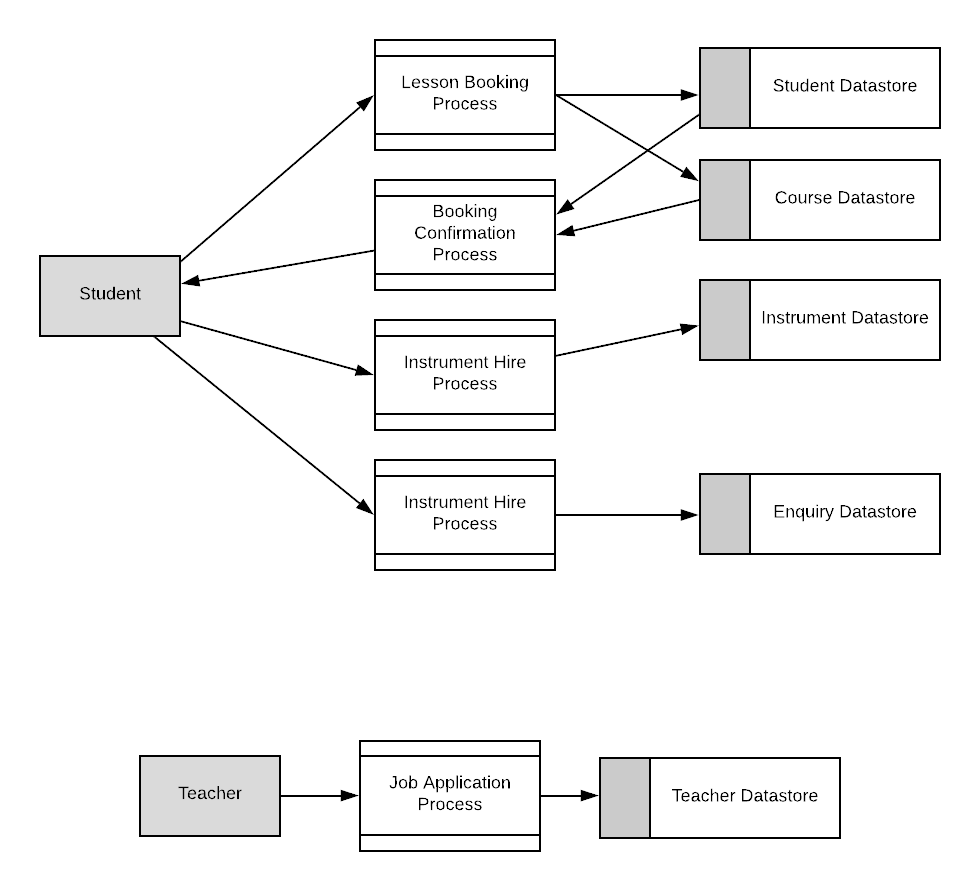 Lesson Booking
Process
Student Datastore
Course Datastore
Booking
Confirmation
Process
Student
Instrument Datastore
Instrument Hire
Process
Instrument Hire
Process
Enquiry Datastore
Teacher
Job Application
Process
Teacher Datastore